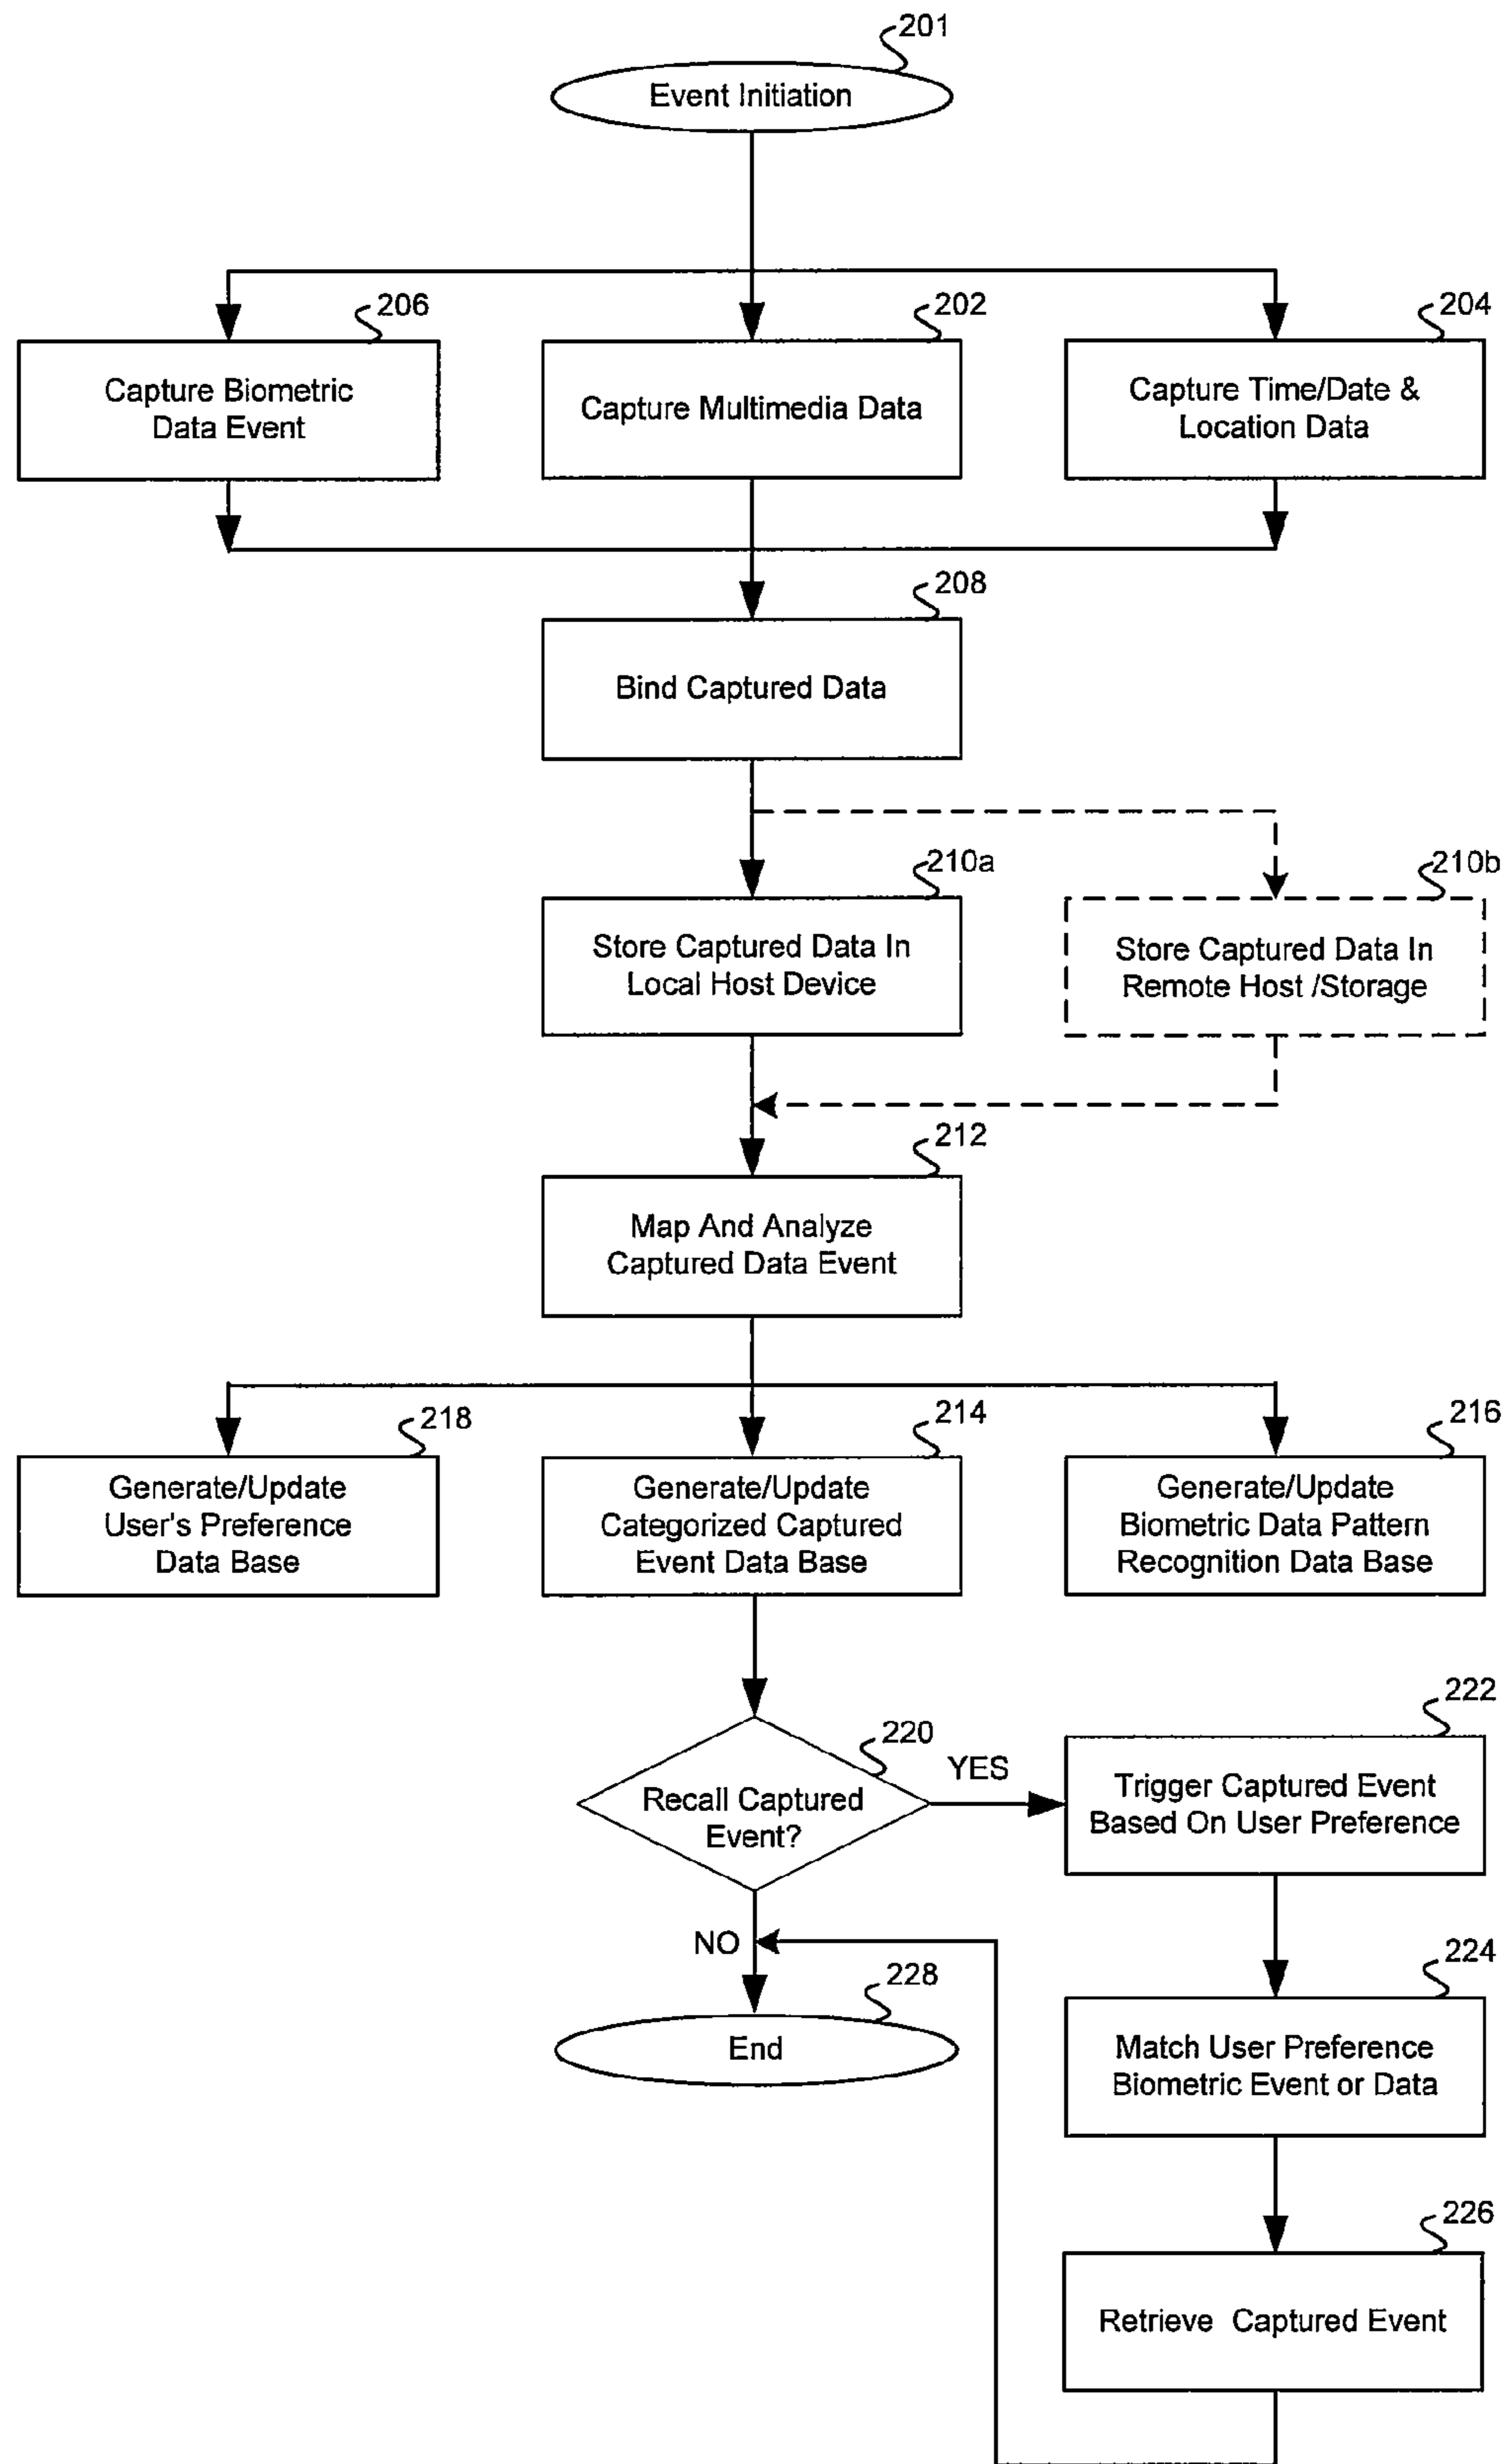 201
Event Initiation
206
202
204
Capture Biometric
Data Event
Capture Multimedia Data
Capture Time/Date &
Location Data
208
Bind Captured Data
210a
210b
Store Captured Data In
Local Host Device
Store Captured Data In
Remote Host /Storage
212
Map And Analyze
Captured Data Event
218
214
216
Generate/Update
User's Preference
Data Base
Generate/Update
Categorized Captured
Event Data Base
Generate/Update
Biometric Data Pattern
Recognition Data Base
220
YES
222
Recall Captured
Event?
Trigger Captured Event
Based On User Preference
NO
224
228
End
Match User Preference
Biometric Event or Data
226
Retrieve Captured Event